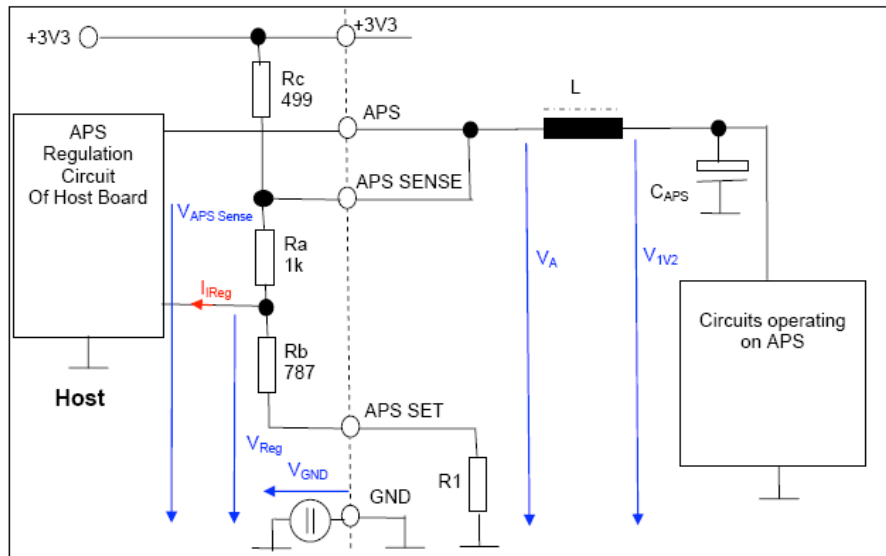 +3V3
+3V3
Rc
499
APS
L
APS
Regulation
Circuit
Of Host Board
APS SENSE
CAPS
VAPS Sense
Ra
1k
VA
V1V2
IIReg
Rb
787
Circuits operating
on APS
Host
APS SET
VReg
VGND
R1
GND